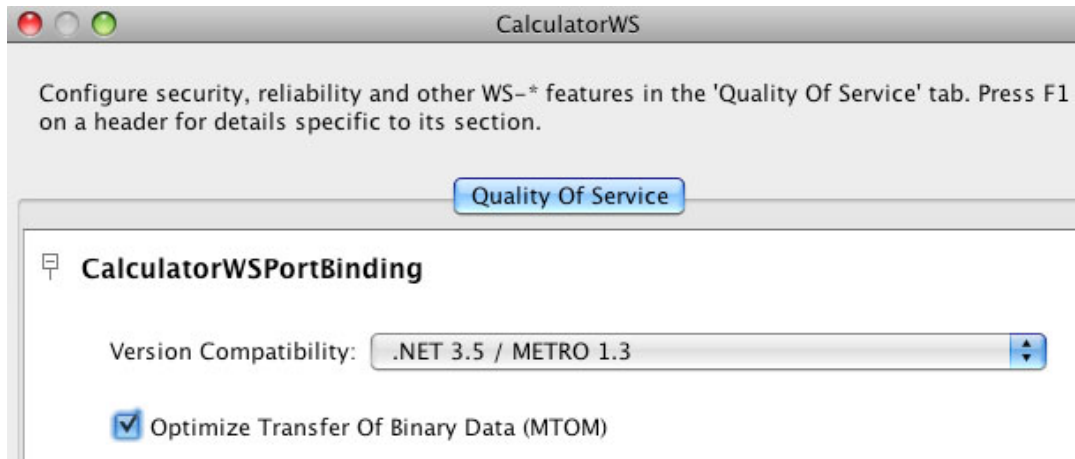 CalculatorWS
Configure security, reliability and other WS-* features in the 'Quality Of Service' tab. Press F1
on a header for details specific to its section.
Quality Of Service
CalculatorWSPortBinding
Version Compatibility: .NET 3.5 / METRO 1.3
Optimize Transfer Of Binary Data (MTOM)